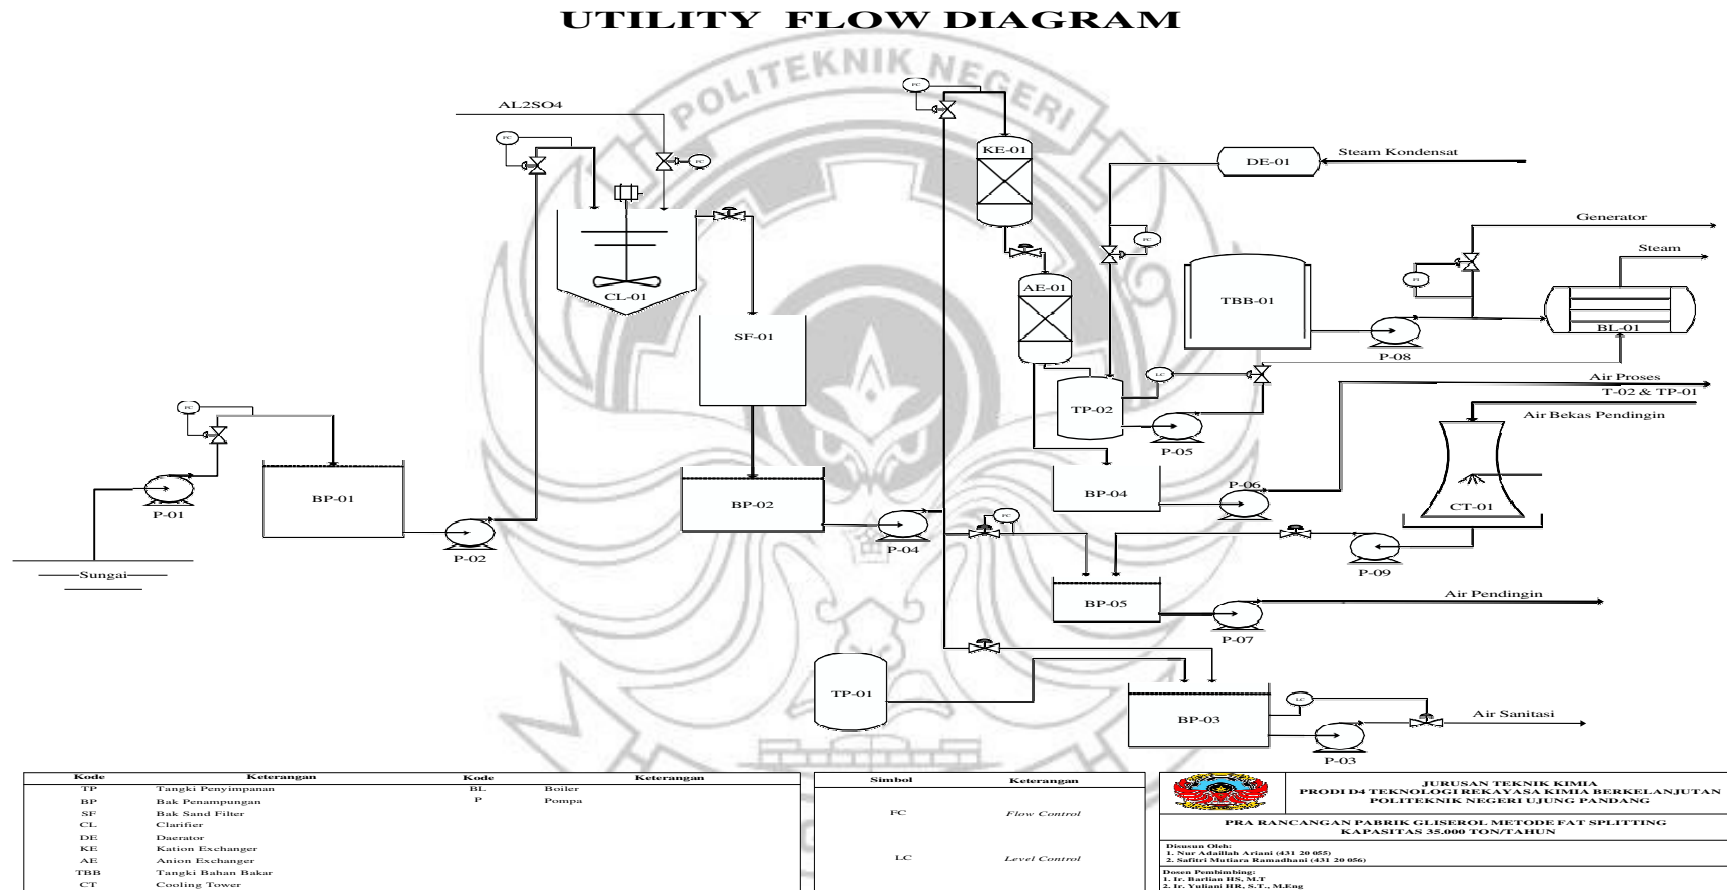 UTILITY FLOW DIAGRAM
POLITEKNIK NEGERI
AL2SO4
FC
FC
FC
KE-01
DE-01
Steam Kondensat
Generator
Steam
FC
CL-01
AE-01
TBB-01
BL-01
SF-01
P-08
LC
Air Proses
T-02 & TP-01
Air Bekas Pendingin
TP-02
P-05
FC
BP-01
P-01
BP-02
BP-04
P-06
CT-01
P-02
P-04
FC
P-09
Sungai
BP-05
Air Pendingin
P-07
TP-01
LC
BP-03
Air Sanitasi
P-03
Kode Keterangan Kode Keterangan
TP Tangki Penyimpanan BL Boiler
BP Bak Penampungan P Pompa
SF Bak Sand Filter
CL Clarifier
DE Daerator
KE Kation Exchanger
AE Anion Exchanger
TBB Tangki Bahan Bakar
CT Cooling Tower
Simbol Keterangan
FC Flow Control
LC Level Control
JURUSAN TEKNIK KIMIA
PRODI D4 TEKNOLOGI REKAYASA KIMIA BERKELANJUTAN
POLITEKNIK NEGERI UJUNG PANDANG
PRA RANCANGAN PABRIK GLISEROL METODE FAT SPLITTING
KAPASITAS 35.000 TON/TAHUN
Disusun Oleh:
1. Nur Adaillah Ariani (431 20 055)
2. Safitri Mutiara Ramadhani (431 20 056)
Dosen Pembimbing:
1. Ir. Barlian HS, M.T
2. Ir. Yuliani HR, S.T., M.Eng